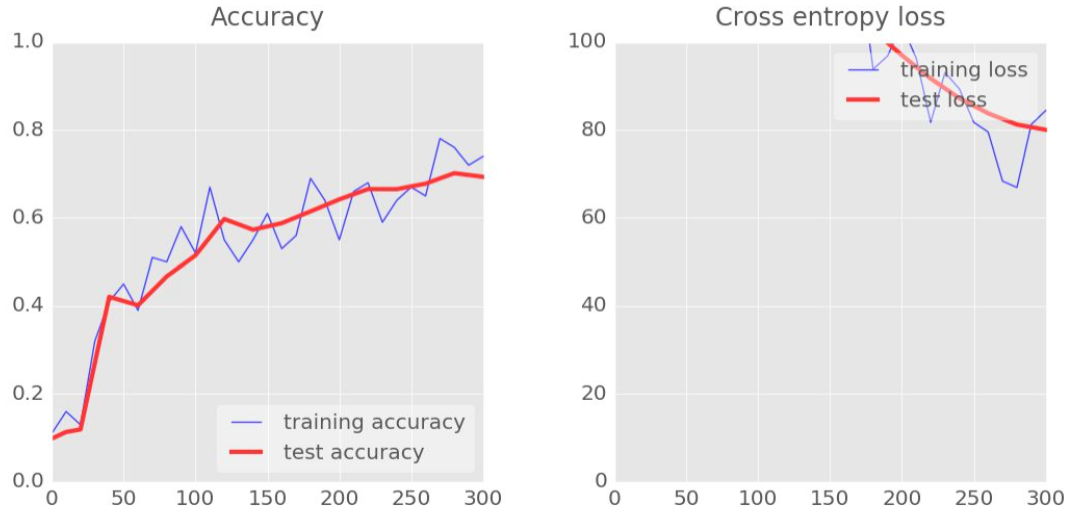 Accuracy
1.0
0.8
0.6
0.4
0.2
0.0
training accuracy
test accuracy
0 50 100 150 200 250 300
Cross entropy loss
100
80
60
40
20
0
training loss
test loss
0 50 100 150 200 250 300